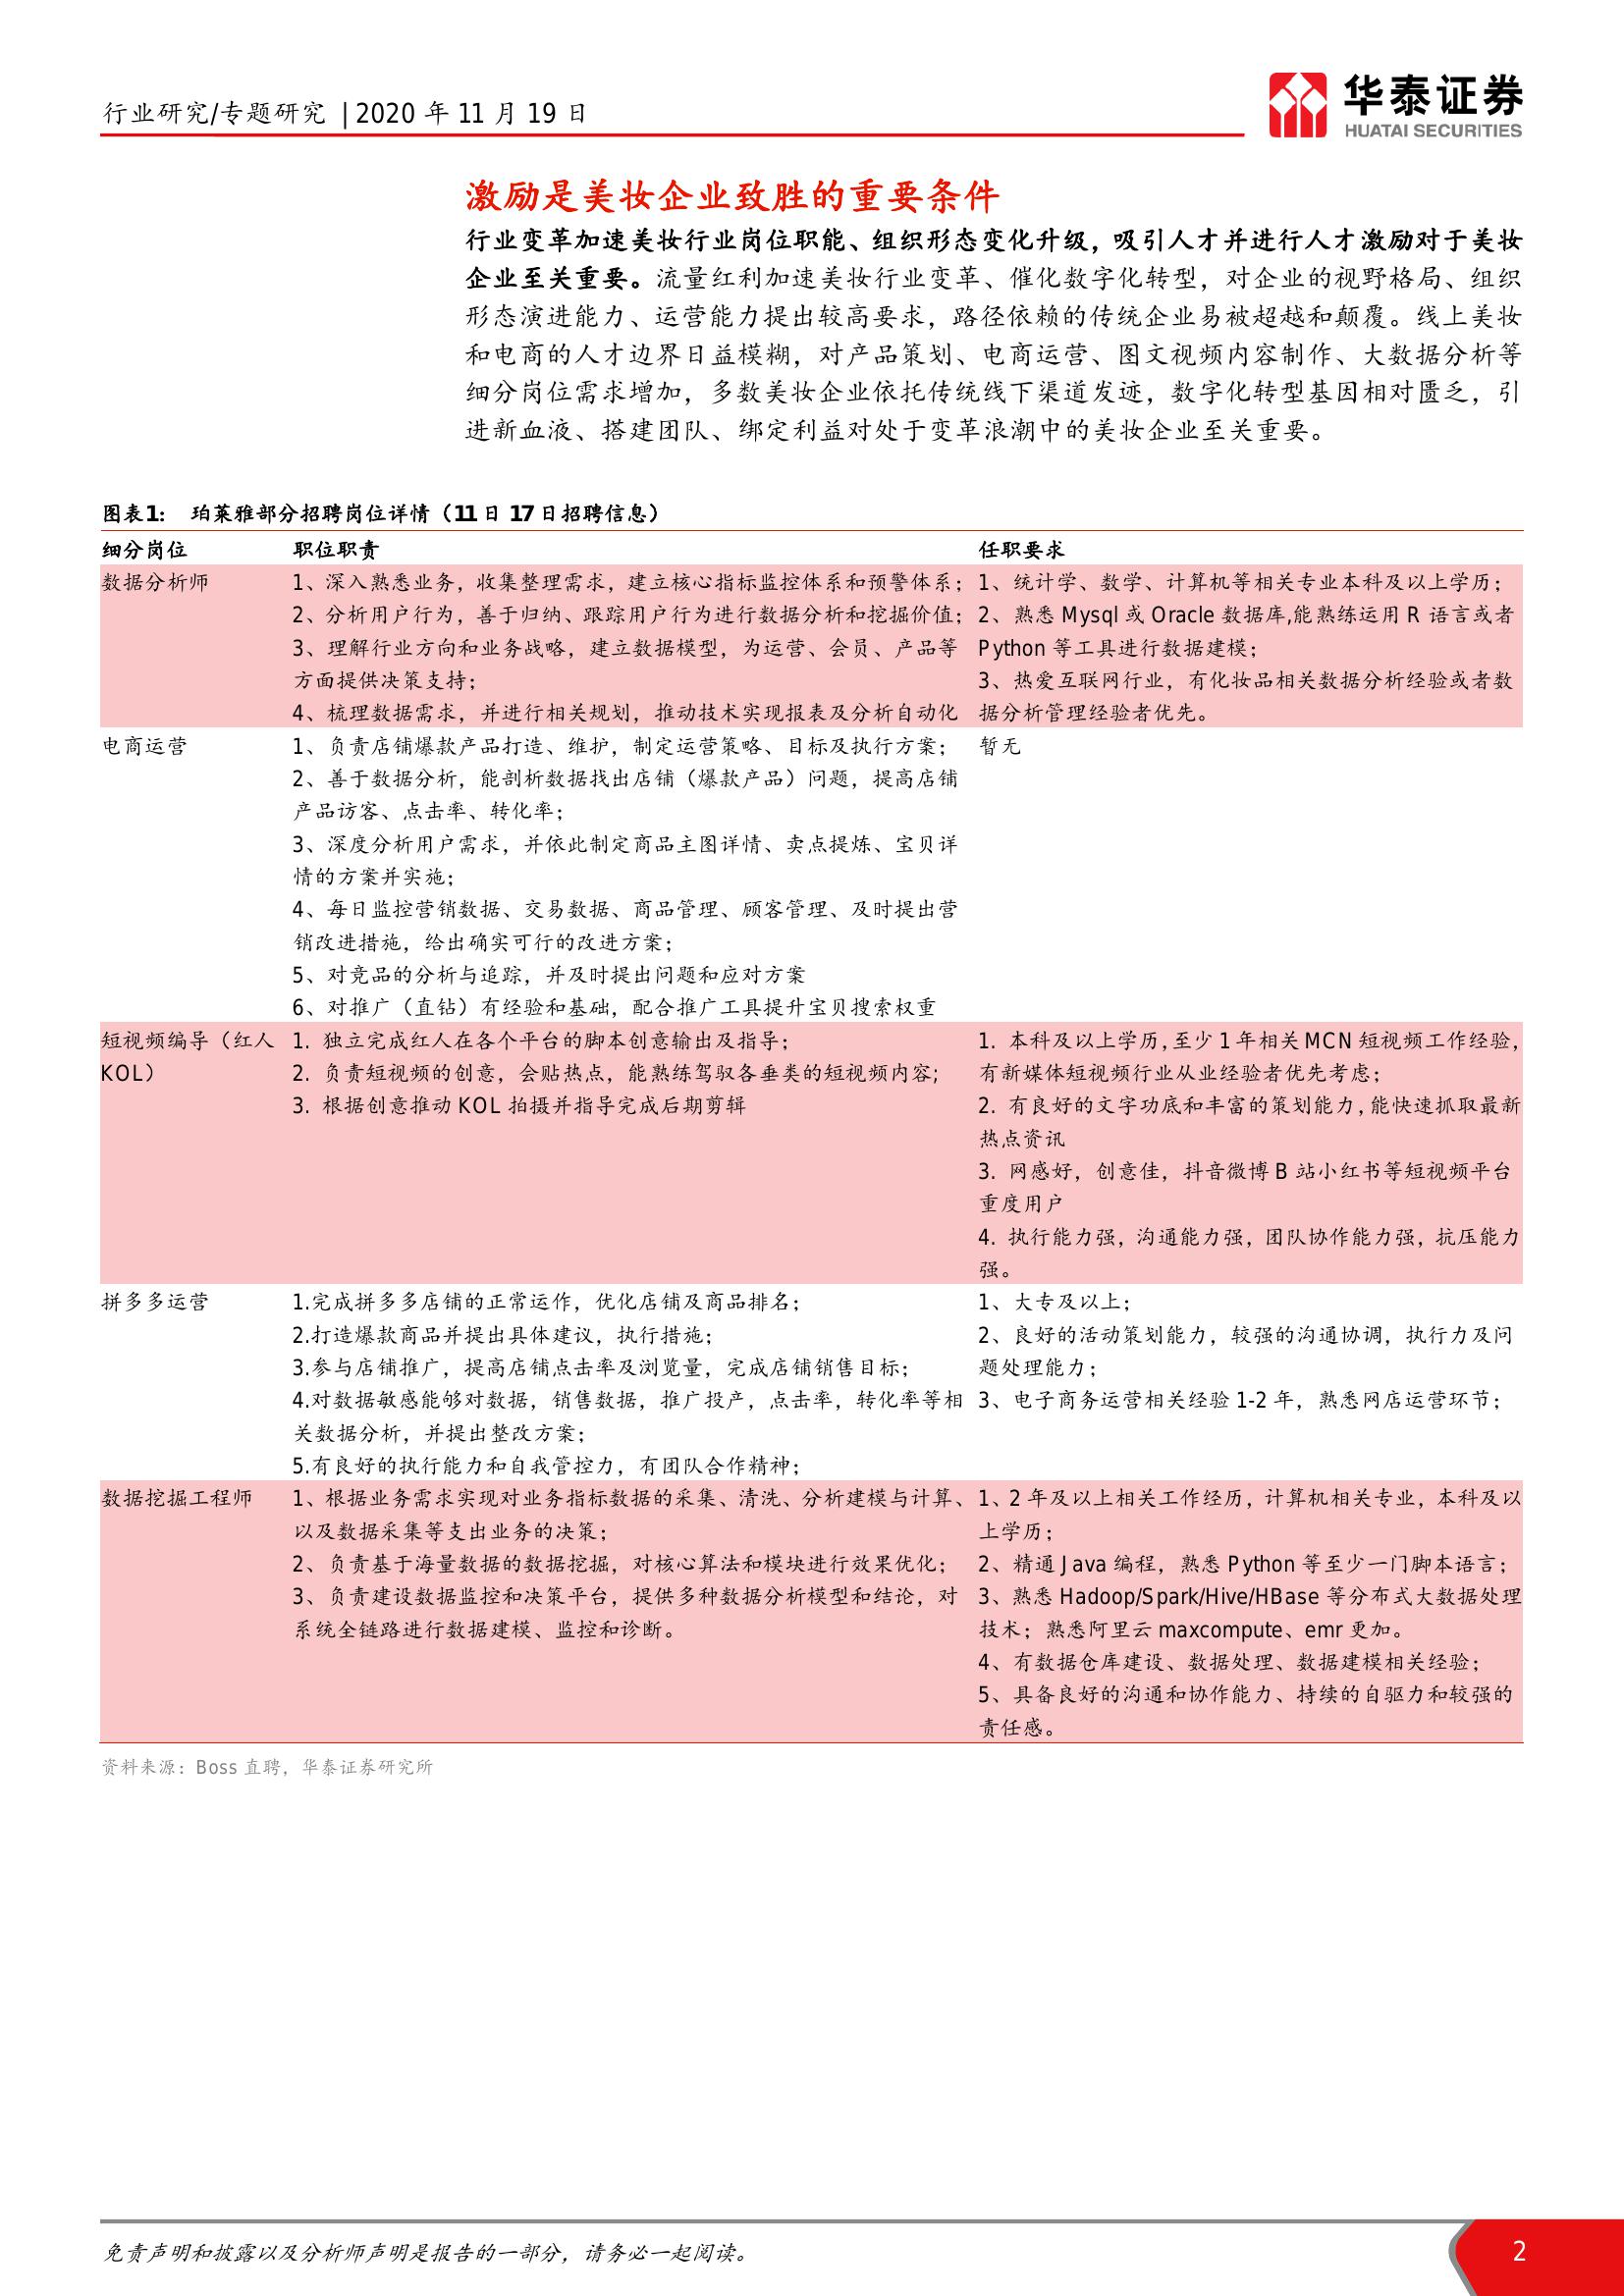 行业研究/专题研究 | 2020 年 11 月 19 日
华泰证券
HUATAI SECURITIES
激励是美妆企业致胜的重要条件
行业变革加速美妆行业岗位职能、组织形态变化升级，吸引人才并进行人才激励对于美妆
企业至关重要。流量红利加速美妆行业变革、催化数字化转型，对企业的视野格局、组织
形态演进能力、运营能力提出较高要求，路径依赖的传统企业易被超越和颠覆。线上美妆
和电商的人才边界日益模糊，对产品策划、电商运营、图文视频内容制作、大数据分析等
细分岗位需求增加，多数美妆企业依托传统线下渠道发迹，数字化转型基因相对匮乏，引
进新血液、搭建团队、绑定利益对处于变革浪潮中的美妆企业至关重要。
图表1： 珀莱雅部分招聘岗位详情（11 日 17 日招聘信息）
细分岗位 职位职责 任职要求
数据分析师
1、深入熟悉业务，收集整理需求，建立核心指标监控体系和预警体系；
2、分析用户行为，善于归纳、跟踪用户行为进行数据分析和挖掘价值；
3、理解行业方向和业务战略，建立数据模型，为运营、会员、产品等
方面提供决策支持；
4、梳理数据需求，并进行相关规划，推动技术实现报表及分析自动化
1、统计学、数学、计算机等相关专业本科及以上学历；
2、熟悉 Mysql 或 Oracle 数据库,能熟练运用 R 语言或者
Python 等工具进行数据建模；
3、热爱互联网行业，有化妆品相关数据分析经验或者数
据分析管理经验者优先。
电商运营
1、负责店铺爆款产品打造、维护，制定运营策略、目标及执行方案；
2、善于数据分析，能剖析数据找出店铺（爆款产品）问题，提高店铺
产品访客、点击率、转化率；
3、深度分析用户需求，并依此制定商品主图详情、卖点提炼、宝贝详
情的方案并实施；
4、每日监控营销数据、交易数据、商品管理、顾客管理、及时提出营
销改进措施，给出确实可行的改进方案；
5、对竞品的分析与追踪，并及时提出问题和应对方案
6、对推广（直钻）有经验和基础，配合推广工具提升宝贝搜索权重
暂无
短视频编导（红人
KOL）
1. 独立完成红人在各个平台的脚本创意输出及指导；
2. 负责短视频的创意，会贴热点，能熟练驾驭各垂类的短视频内容；
3. 根据创意推动 KOL 拍摄并指导完成后期剪辑
1. 本科及以上学历,至少 1 年相关 MCN 短视频工作经验，
有新媒体短视频行业从业经验者优先考虑；
2. 有良好的文字功底和丰富的策划能力,能快速抓取最新
热点资讯
3. 网感好，创意佳，抖音微博 B 站小红书等短视频平台
重度用户
4. 执行能力强，沟通能力强，团队协作能力强，抗压能力
强。
拼多多运营
1.完成拼多多店铺的正常运作，优化店铺及商品排名；
2.打造爆款商品并提出具体建议，执行措施；
3.参与店铺推广，提高店铺点击率及浏览量，完成店铺销售目标；
4.对数据敏感能够对数据，销售数据，推广投产，点击率，转化率等相
关数据分析，并提出整改方案；
5.有良好的执行能力和自我管控力，有团队合作精神；
1、大专及以上；
2、良好的活动策划能力，较强的沟通协调，执行力及问
题处理能力；
3、电子商务运营相关经验 1-2 年，熟悉网店运营环节；
数据挖掘工程师
1、根据业务需求实现对业务指标数据的采集、清洗、分析建模与计算、
以及数据采集等支出业务的决策；
2、负责基于海量数据的数据挖掘，对核心算法和模块进行效果优化；
3、负责建设数据监控和决策平台，提供多种数据分析模型和结论，对
系统全链路进行数据建模、监控和诊断。
1、2 年及以上相关工作经历，计算机相关专业，本科及以
上学历；
2、精通 Java 编程，熟悉 Python 等至少一门脚本语言；
3、熟悉 Hadoop/Spark/Hive/HBase 等分布式大数据处理
技术；熟悉阿里云 maxcompute、emr 更加。
4、有数据仓库建设、数据处理、数据建模相关经验；
5、具备良好的沟通和协作能力、持续的自驱力和较强的
责任感。
资料来源：Boss 直聘，华泰证券研究所
免责声明和披露以及分析师声明是报告的一部分，请务必一起阅读。
2